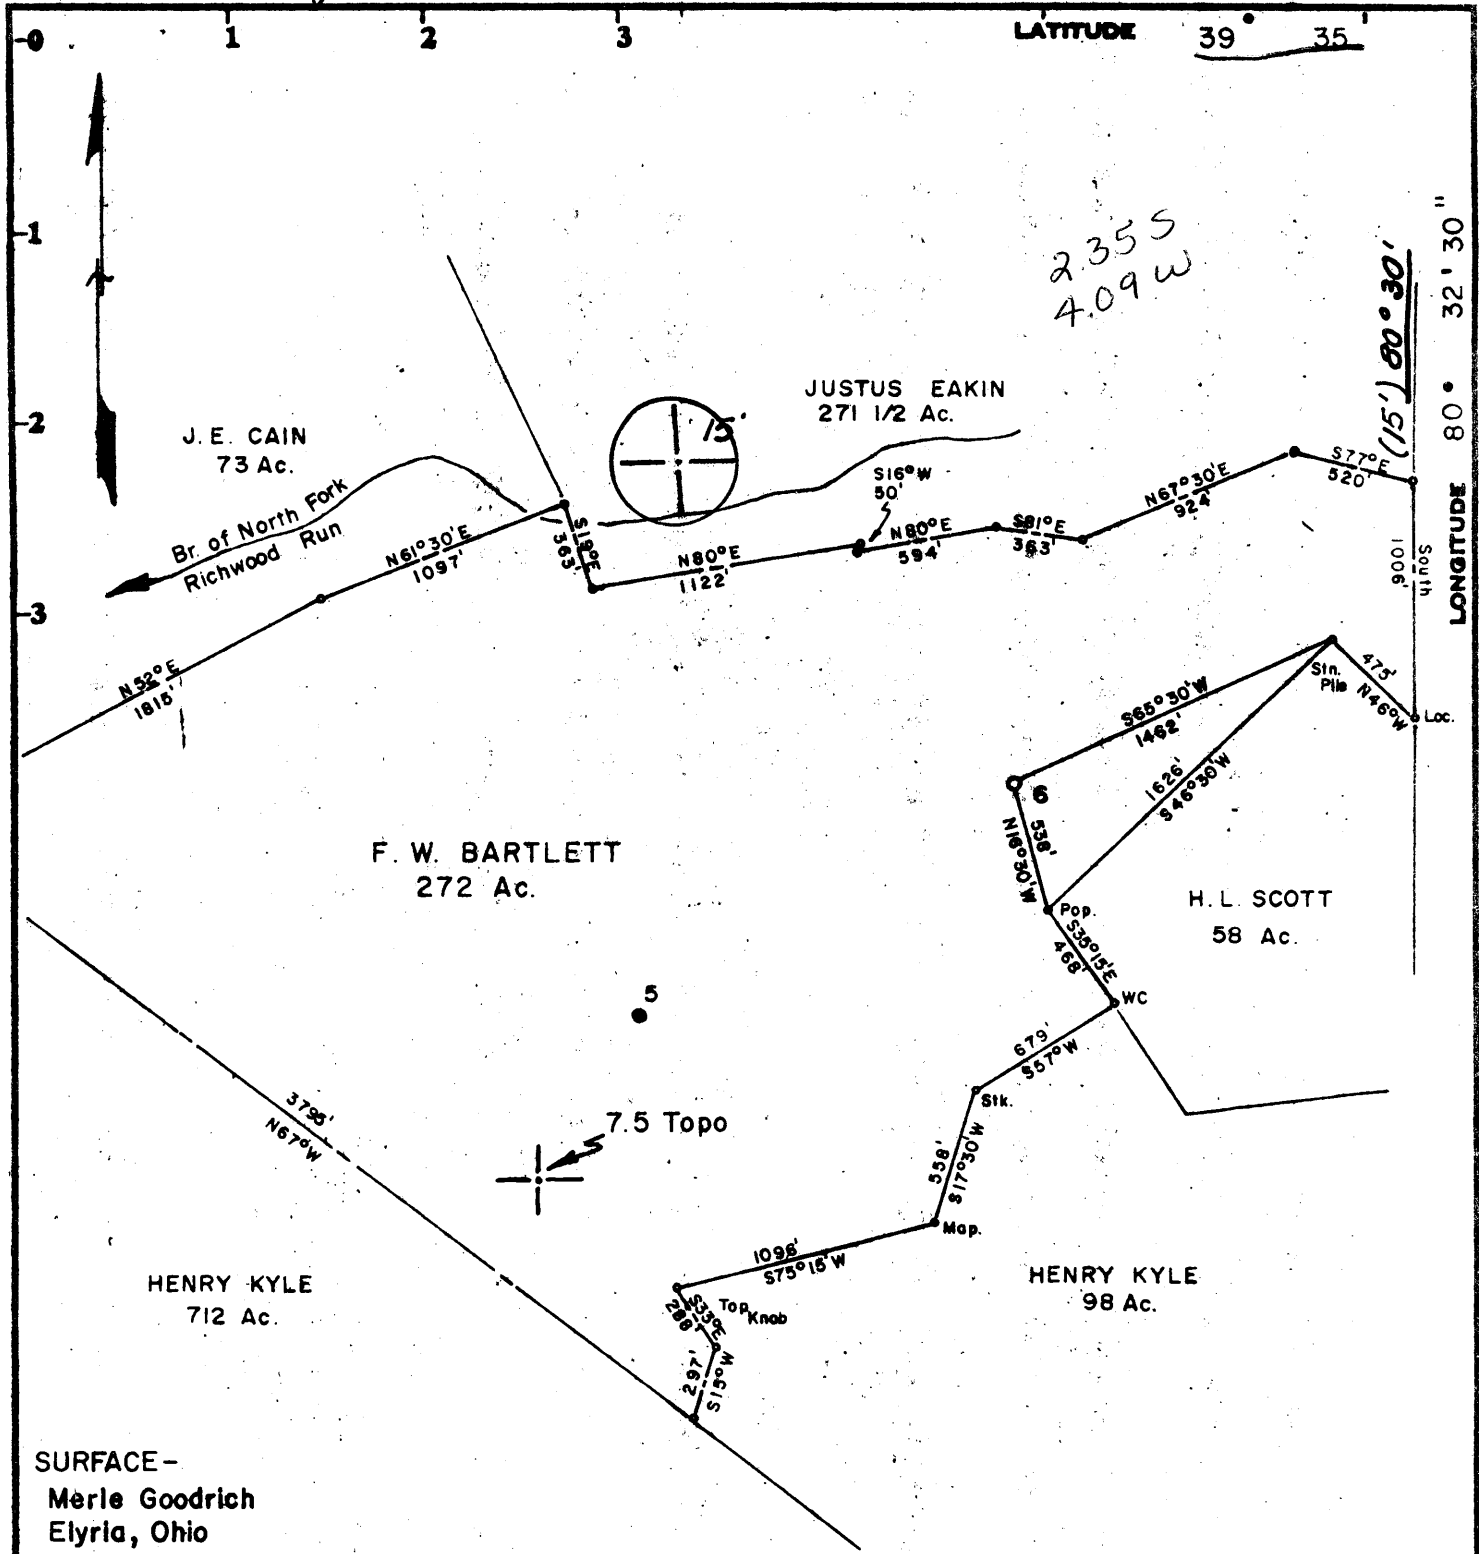 -0 1 2 3 LATITUDE 39° 35'
-1
-2
-3
LONGITUDE 80° 32' 30"
(15') 80° 30'
2.35 S
4.09 W
JUSTUS EAKIN
271 1/2 Ac.
J. E. CAIN
73 Ac.
15'
Br. of North Fork
Richwood Run
N52°E
1815'
N61°30'E
1097'
S19°E
363'
N80°E
1122'
S16°W
50'
N80°E
594'
S81°E
363'
N67°30'E
924'
S77°E
520'
South
1006'
475'
N46°W
Loc.
Stn.
Pile
S65°30'W
1462'
1626'
S46°30'W
6
538'
N16°30'W
Pop.
S35°15'E
468'
WC
F. W. BARTLETT
272 Ac.
H. L. SCOTT
58 Ac.
5
679'
S57°W
Stk.
558'
S17°30'W
Map.
7.5 Topo
3795'
N67°W
1096'
S75°15'W
Top
Knob
S33°E
288'
297'
S15°W
HENRY KYLE
712 Ac.
HENRY KYLE
98 Ac.
SURFACE-
Merle Goodrich
Elyria, Ohio